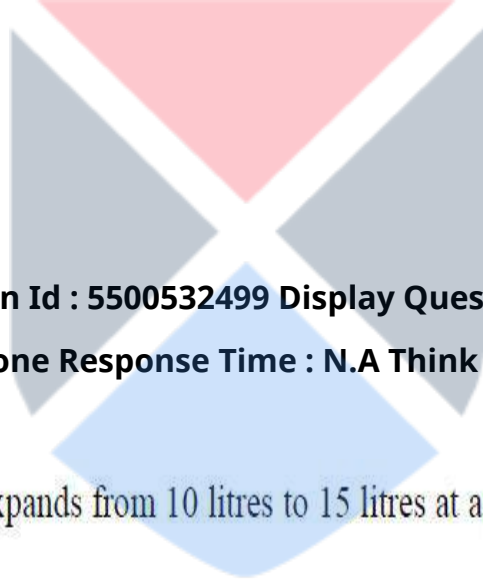 n Id : 5500532499 Display Ques
one Response Time : N.A Think
xpands from 10 litres to 15 litres at a